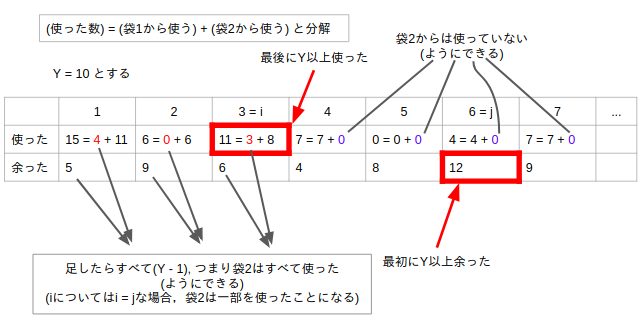 (使った数) = (袋1から使う) + (袋2から使う) と分解
袋2からは使っていない
(ようにできる)
最後にY以上使った
Y = 10 とする
1 2 3 = i 4 5 6 = j 7 ...
使った 15 = 4 + 11 6 = 0 + 6 11 = 3 + 8 7 = 7 + 0 0 = 0 + 0 4 = 4 + 0 7 = 7 + 0
余った 5 9 6 4 8 12 9
最初にY以上余った
足したらすべて(Y - 1), つまり袋2はすべて使った
(ようにできる)
(iについてはi = jな場合，袋2は一部を使ったことになる)